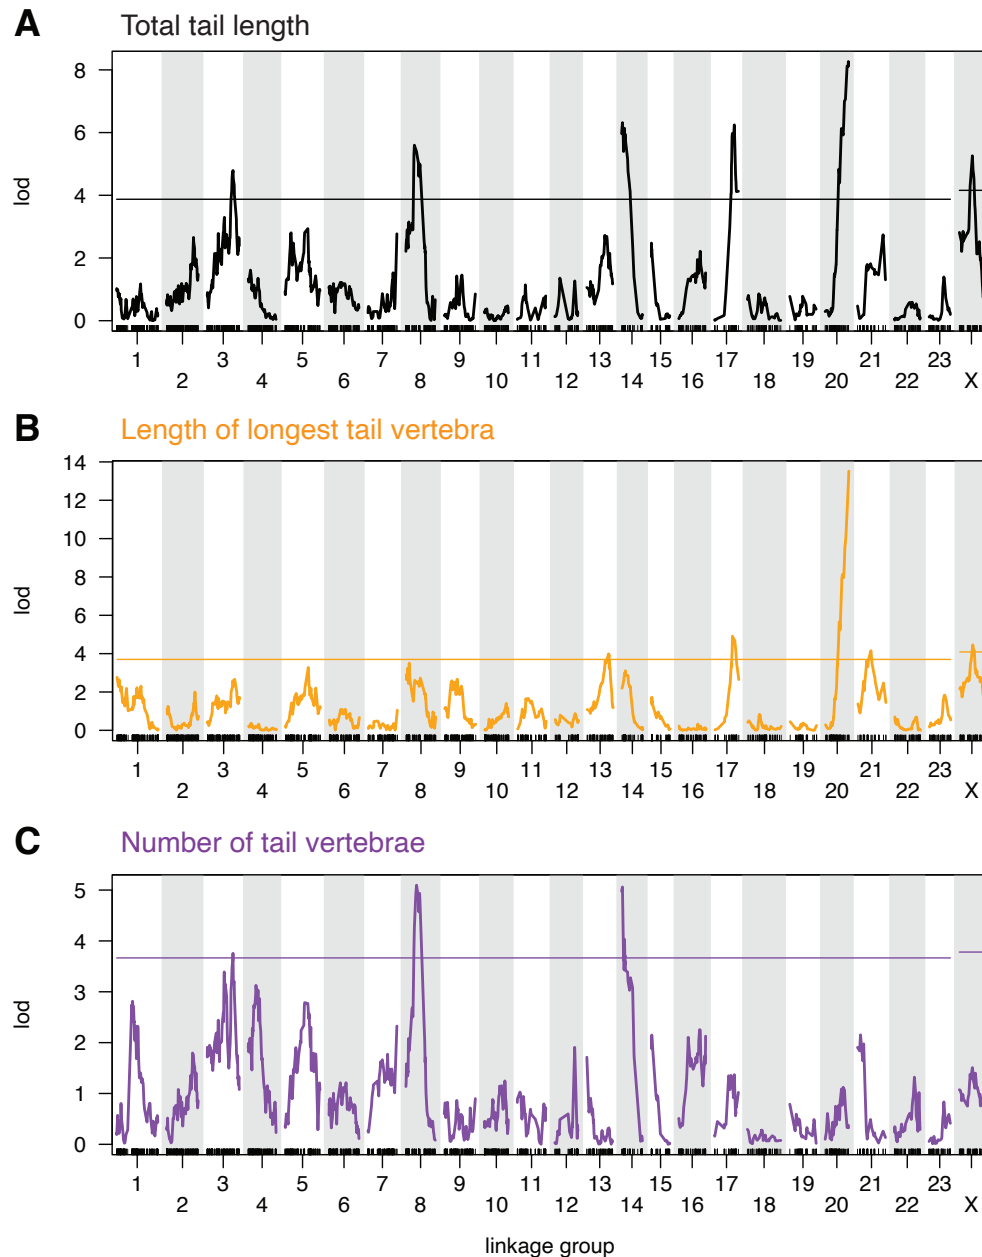 A Total tail length
8
6
4
2
0
lod
1 3 5 7 9 11 13 15 17 19 21 23
2 4 6 8 10 12 14 16 18 20 22 X
B Length of longest tail vertebra
14
12
10
8
6
4
2
0
lod
1 3 5 7 9 11 13 15 17 19 21 23
2 4 6 8 10 12 14 16 18 20 22 X
C Number of tail vertebrae
5
4
3
2
1
0
lod
1 3 5 7 9 11 13 15 17 19 21 23
2 4 6 8 10 12 14 16 18 20 22 X
linkage group